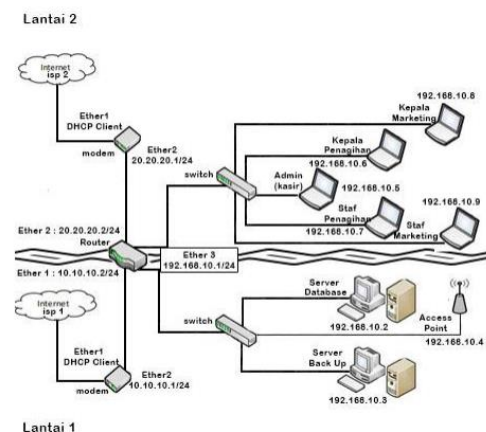 Lantai 2
Internet
isp 2
Ether1
DHCP Client
modem
Ether2
20.20.20.1/24
switch
192.168.10.8
Kepala
Marketing
Kepala
Penagihan
192.168.10.6
Admin
(kasir)
192.168.10.5
Staf
Penagihan
192.168.10.7
192.168.10.9
Staf
Marketing
Ether 2 : 20.20.20.2/24
Router
Ether 1 : 10.10.10.2/24
Ether 3
192.168.10.1/24
Internet
isp 1
Ether1
DHCP Client
modem
Ether2
10.10.10.1/24
switch
Server
Database
192.168.10.2
Access
Point
192.168.10.4
Server
Back Up
192.168.10.3
Lantai 1